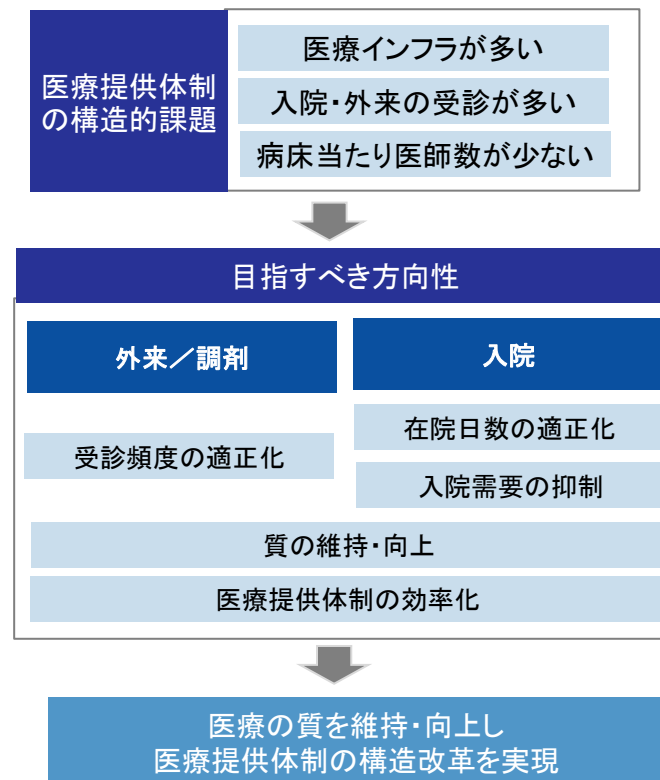 医療提供体制
の構造的課題
医療インフラが多い
入院・外来の受診が多い
病床当たり医師数が少ない
目指すべき方向性
外来／調剤
入院
受診頻度の適正化
在院日数の適正化
入院需要の抑制
質の維持・向上
医療提供体制の効率化
医療の質を維持・向上し
医療提供体制の構造改革を実現